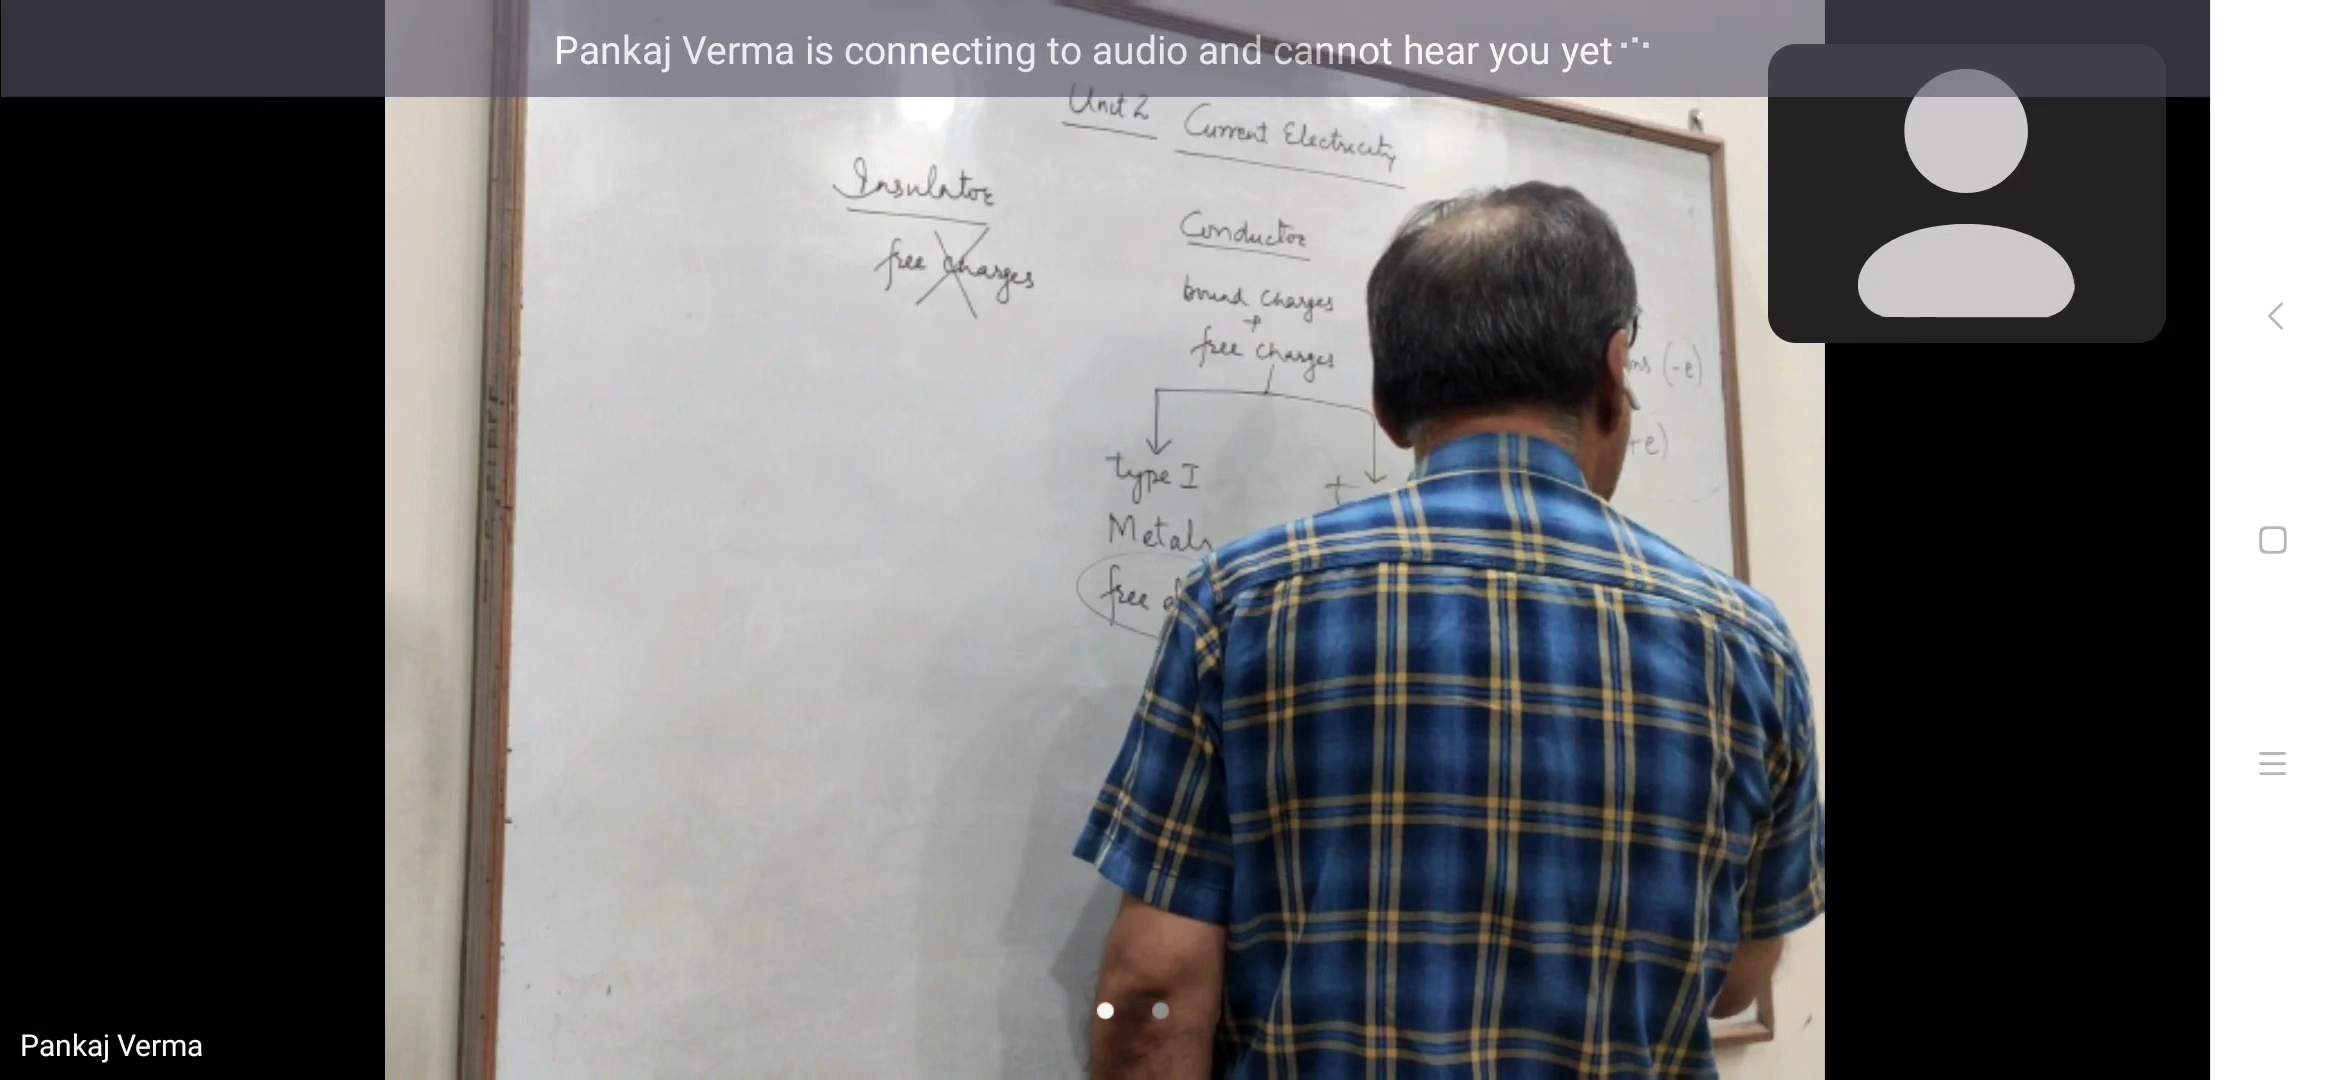 Pankaj Verma is connecting to audio and cannot hear you yet
Unit 2 Current Electricity
Insulator
free charges
Conductor
bound charges
+
free charges
(-e)
+e)
type I
t
Metals
free
Pankaj Verma